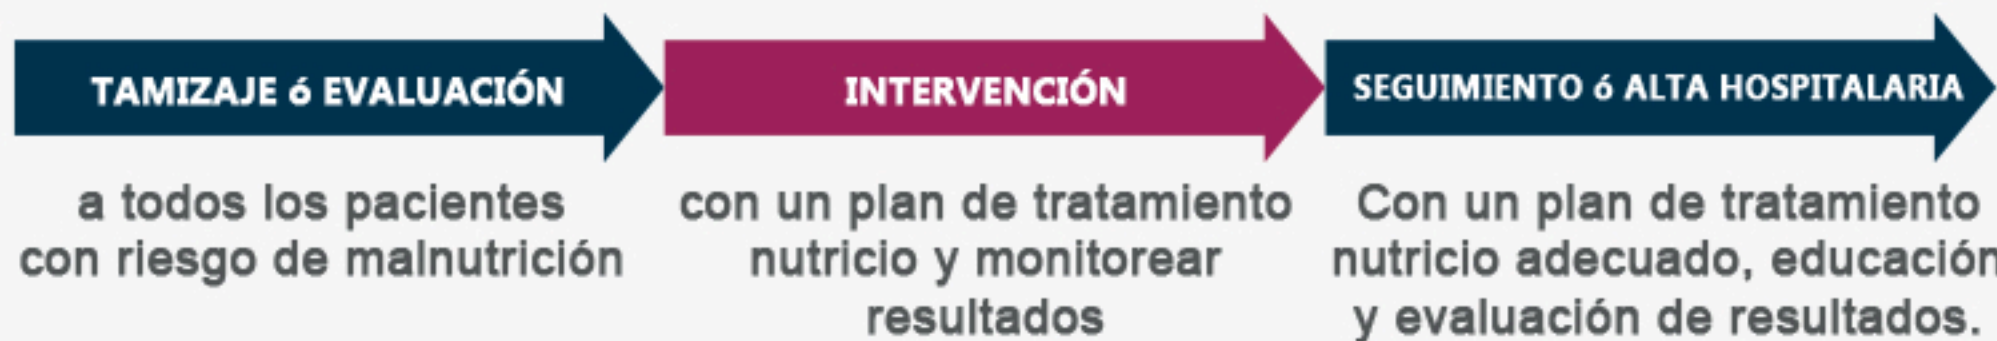 TAMIZAJE ó EVALUACIÓN
a todos los pacientes
con riesgo de malnutrición
INTERVENCIÓN
con un plan de tratamiento
nutricio y monitorear
resultados
SEGUIMIENTO ó ALTA HOSPITALARIA
Con un plan de tratamiento
nutricio adecuado, educación
y evaluación de resultados.